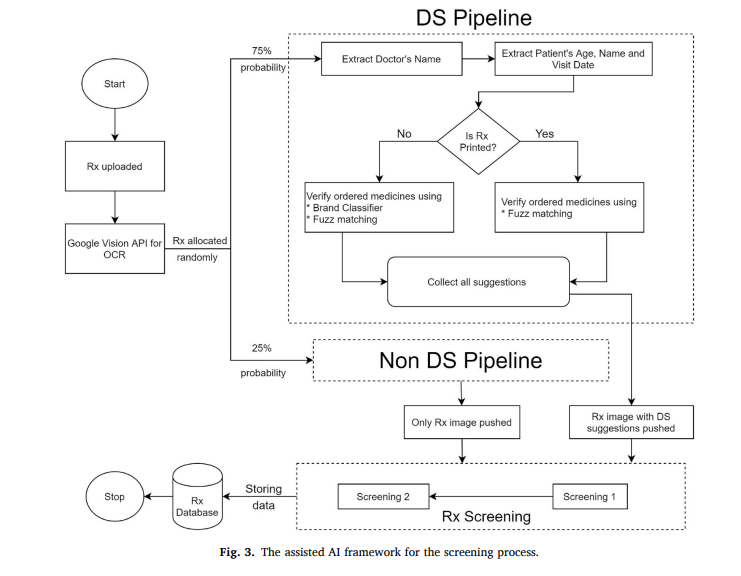 DS Pipeline
75%
probability
Extract Doctor's Name
Extract Patient's Age, Name and
Visit Date
Start
Is Rx
Printed?
No
Yes
Rx uploaded
Verify ordered medicines using
* Brand Classifier
* Fuzz matching
Verify ordered medicines using
* Fuzz matching
Google Vision API for
OCR
Rx allocated
randomly
Collect all suggestions
25%
probability
Non DS Pipeline
Only Rx image pushed
Rx image with DS
suggestions pushed
Stop
Rx
Database
Storing
data
Screening 2
Screening 1
Rx Screening
Fig. 3. The assisted AI framework for the screening process.